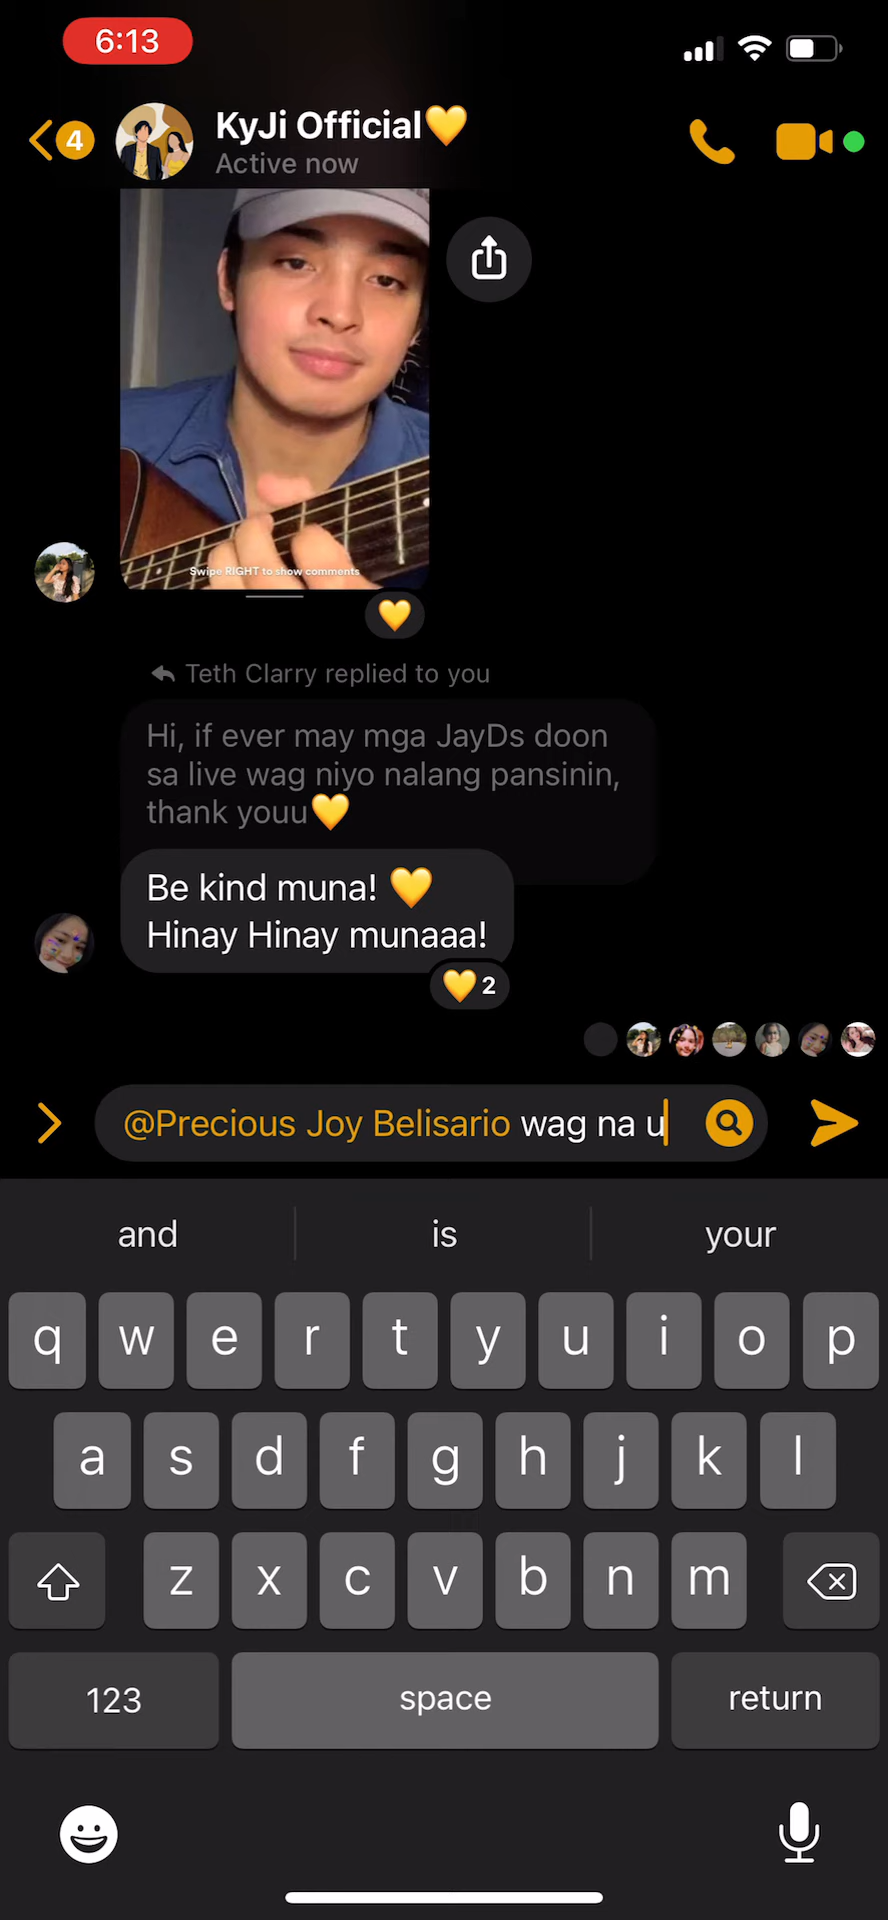 6:13
4
KyJi Official💛
Active now
Swipe RIGHT to show comments
Teth Clarry replied to you
Hi, if ever may mga JayDs doon
sa live wag niyo nalang pansinin,
thank youu💛
Be kind muna! 💛
Hinay Hinay munaaa!
💛 2
@Precious Joy Belisario wag na u
and is your
q w e r t y u i o p
a s d f g h j k l
z x c v b n m
123 space return